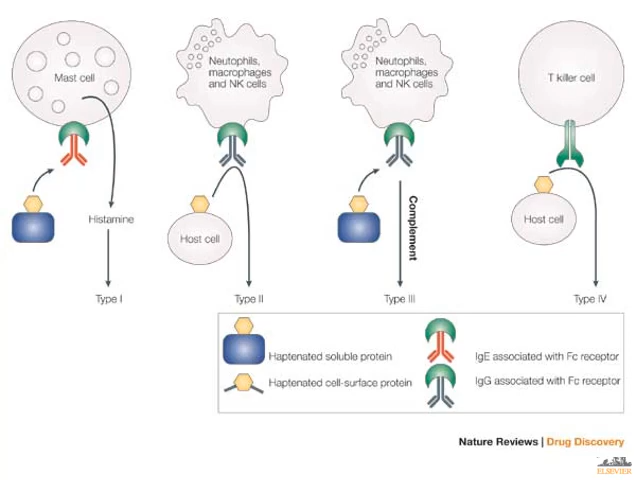 Mast cell
Neutophils,
macrophages
and NK cells
Neutophils,
macrophages
and NK cells
T killer cell
Histamine
Host cell
Complement
Host cell
Type I
Type II
Type III
Type IV
Haptenated soluble protein
IgE associated with Fc receptor
Haptenated cell-surface protein
IgG associated with Fc receptor
Nature Reviews | Drug Discovery
ELSEVIER